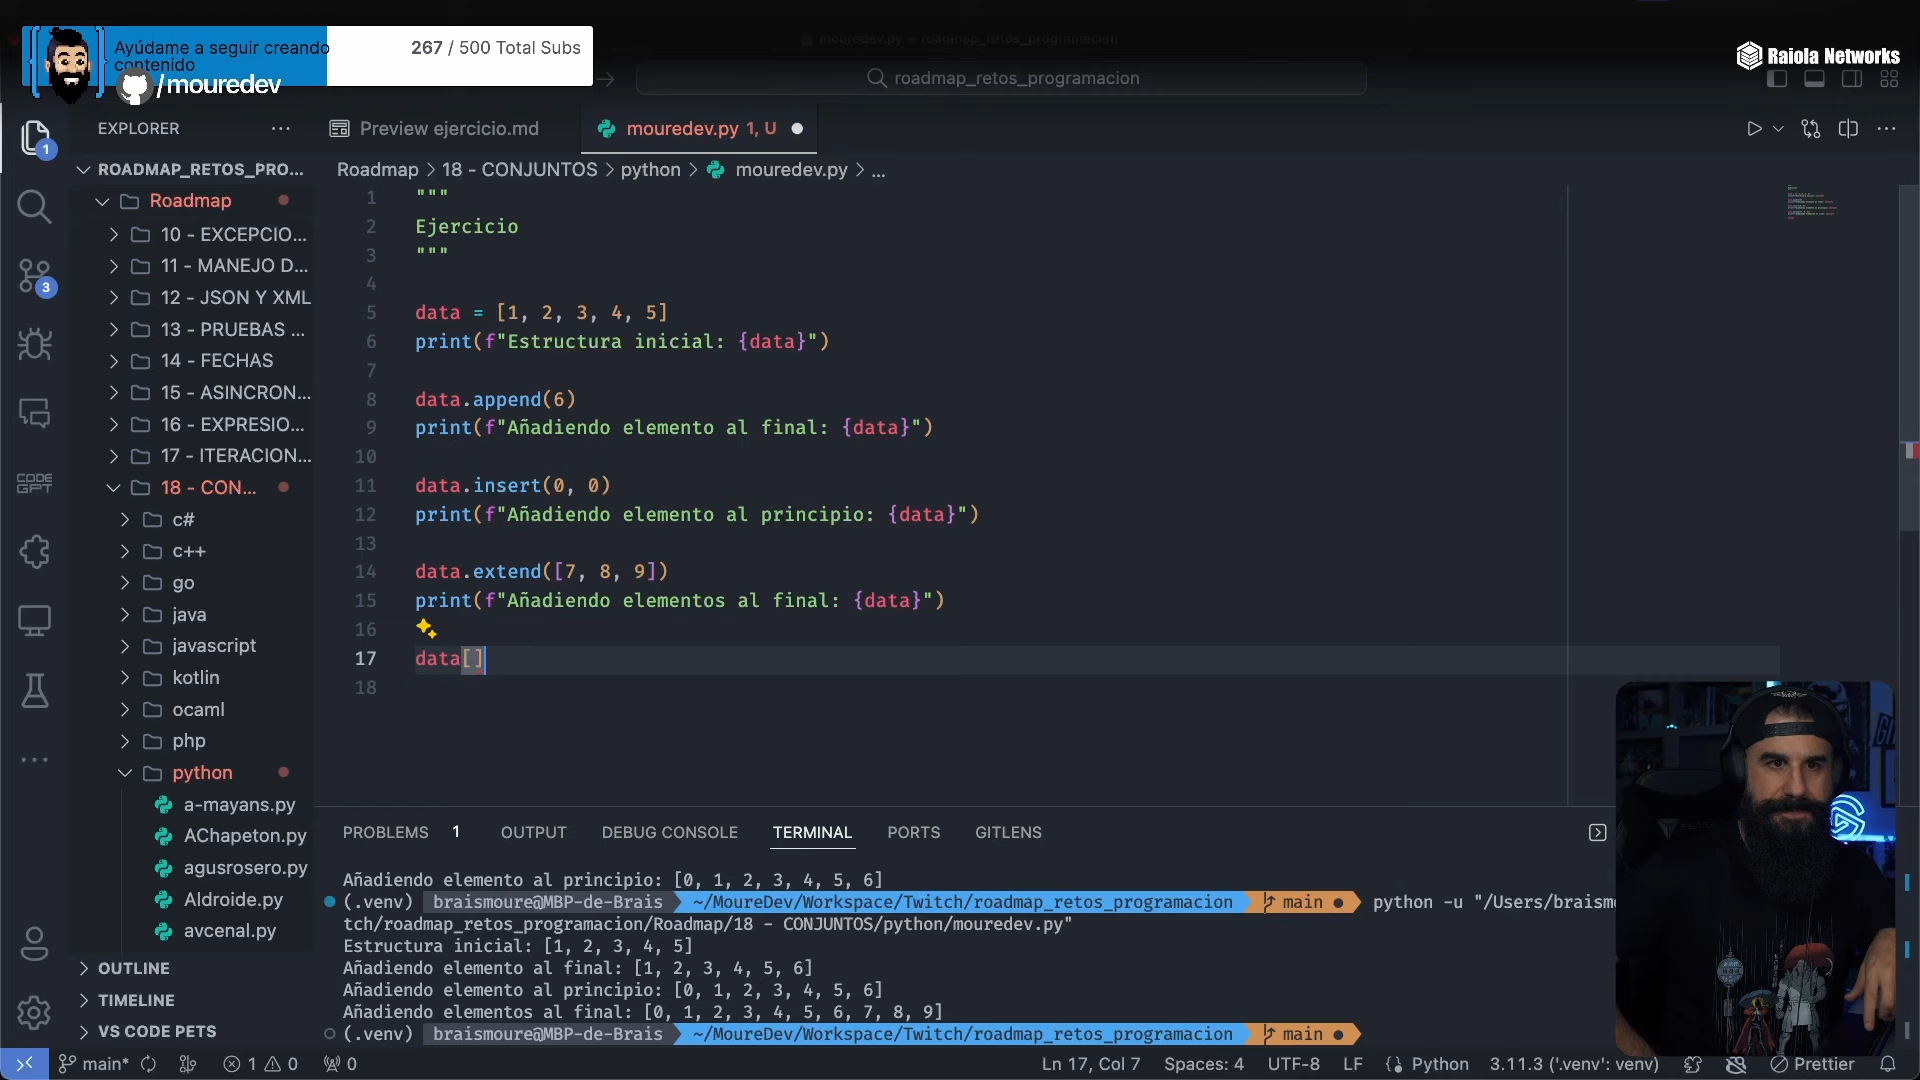 Ayúdame a seguir creando
contenido
267 / 500 Total Subs
/mouredev
roadmap_retos_programacion
Raiola Networks
EXPLORER
Preview ejercicio.md
mouredev.py 1, U
ROADMAP_RETOS_PRO...
Roadmap > 18 - CONJUNTOS > python > mouredev.py > ...
Roadmap
10 - EXCEPCIO...
11 - MANEJO D...
12 - JSON Y XML
13 - PRUEBAS ...
14 - FECHAS
15 - ASINCRON...
16 - EXPRESIO...
17 - ITERACION...
18 - CON...
c#
c++
go
java
javascript
kotlin
ocaml
php
python
a-mayans.py
AChapeton.py
agusrosero.py
Aldroide.py
avcenal.py
OUTLINE
TIMELINE
VS CODE PETS
1
3
CODE
GPT
1 """
2 Ejercicio
3 """
4
5 data = [1, 2, 3, 4, 5]
6 print(f"Estructura inicial: {data}")
7
8 data.append(6)
9 print(f"Añadiendo elemento al final: {data}")
10
11 data.insert(0, 0)
12 print(f"Añadiendo elemento al principio: {data}")
13
14 data.extend([7, 8, 9])
15 print(f"Añadiendo elementos al final: {data}")
16
17 data[]
18
PROBLEMS 1 OUTPUT DEBUG CONSOLE TERMINAL PORTS GITLENS
Añadiendo elemento al principio: [0, 1, 2, 3, 4, 5, 6]
(.venv) braismoure@MBP-de-Brais ~/MoureDev/Workspace/Twitch/roadmap_retos_programacion main ● python -u "/Users/braism
tch/roadmap_retos_programacion/Roadmap/18 - CONJUNTOS/python/mouredev.py"
Estructura inicial: [1, 2, 3, 4, 5]
Añadiendo elemento al final: [1, 2, 3, 4, 5, 6]
Añadiendo elemento al principio: [0, 1, 2, 3, 4, 5, 6]
Añadiendo elementos al final: [0, 1, 2, 3, 4, 5, 6, 7, 8, 9]
(.venv) braismoure@MBP-de-Brais ~/MoureDev/Workspace/Twitch/roadmap_retos_programacion main ●
main* 1 0 0 Ln 17, Col 7 Spaces: 4 UTF-8 LF Python 3.11.3 ('.venv': venv) Prettier